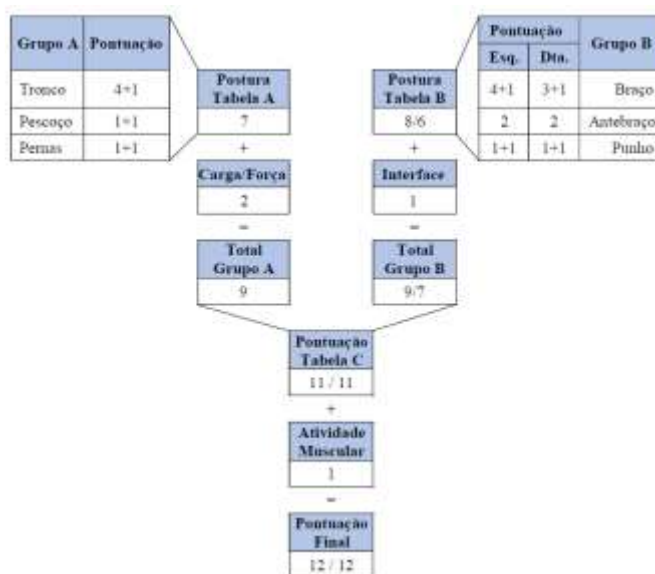 Grupo A Pontuação
Tronco 4+1
Pescoço 1+1
Pernas 1+1
Pontuação
Esq. Dta. Grupo B
4+1 3+1 Braço
2 2 Antebraço
1+1 1+1 Punho
Postura
Tabela A
7
+
Carga/Força
2
=
Total
Grupo A
9
Postura
Tabela B
8/6
+
Interface
1
=
Total
Grupo B
9/7
Pontuação
Tabela C
11 / 11
+
Atividade
Muscular
1
=
Pontuação
Final
12 / 12